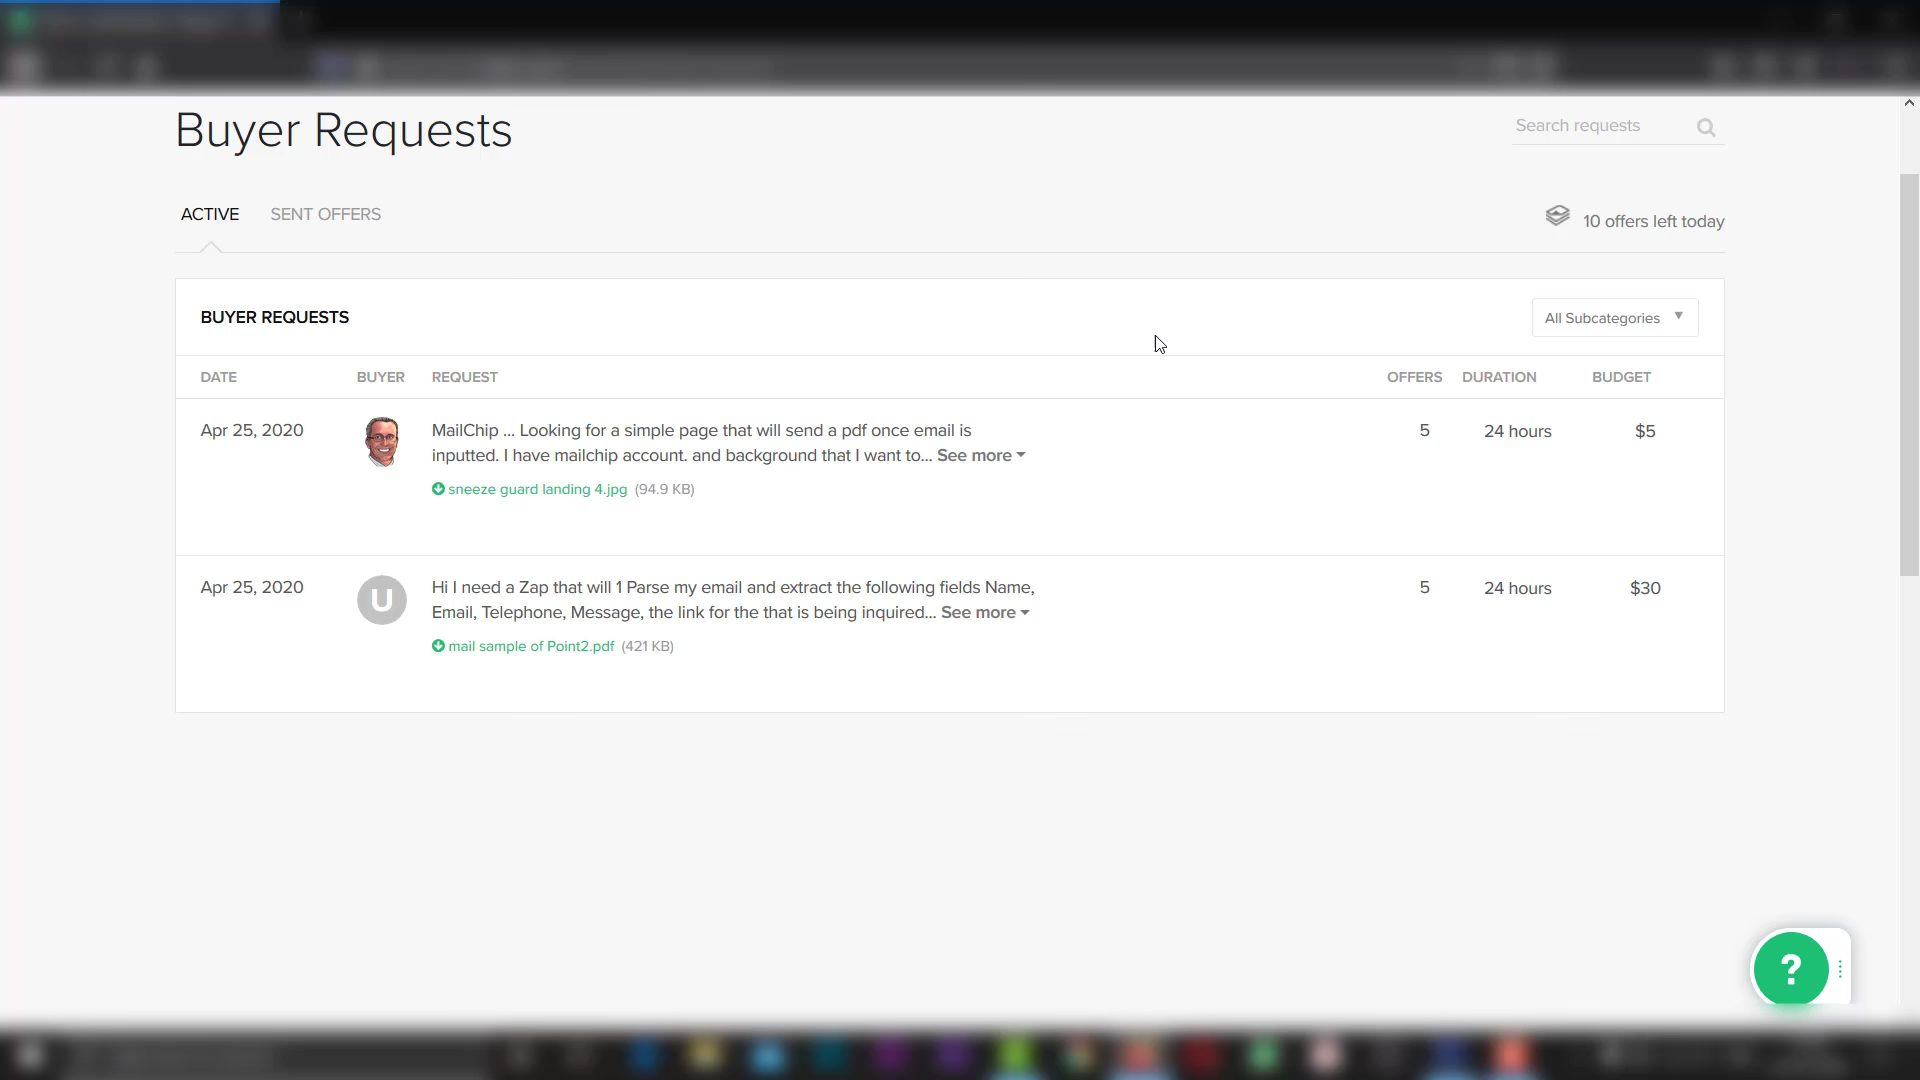 Buyer Requests
Search requests
ACTIVE SENT OFFERS
10 offers left today
BUYER REQUESTS
All Subcategories
DATE BUYER REQUEST OFFERS DURATION BUDGET
Apr 25, 2020
MailChip ... Looking for a simple page that will send a pdf once email is
inputted. I have mailchip account. and background that I want to... See more
sneeze guard landing 4.jpg (94.9 KB)
5 24 hours $5
Apr 25, 2020
U
Hi I need a Zap that will 1 Parse my email and extract the following fields Name,
Email, Telephone, Message, the link for the that is being inquired... See more
mail sample of Point2.pdf (421 KB)
5 24 hours $30
?